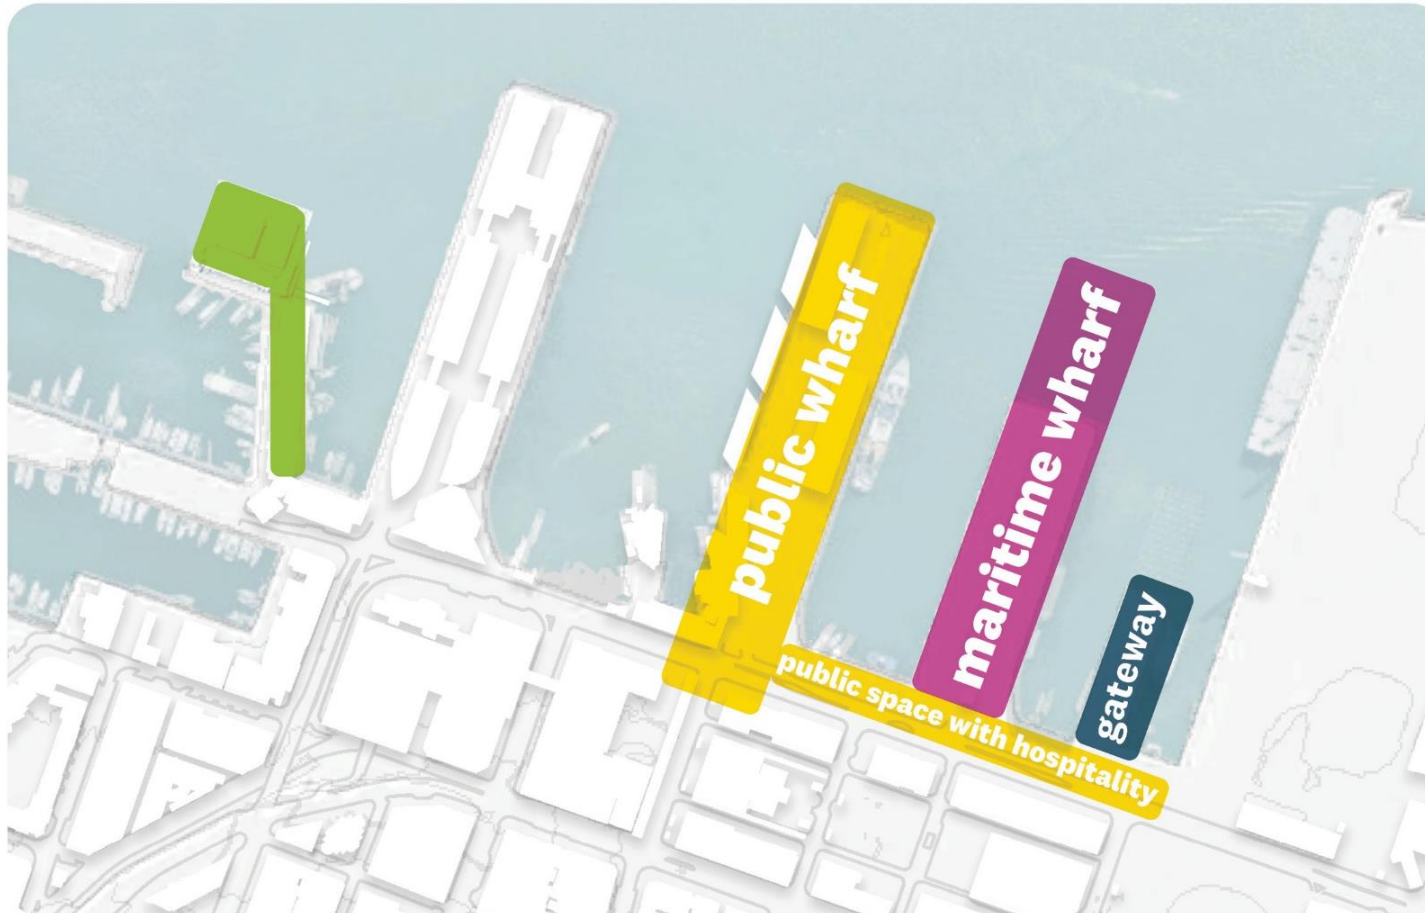 public wharf
maritime wharf
gateway
public space with hospitality